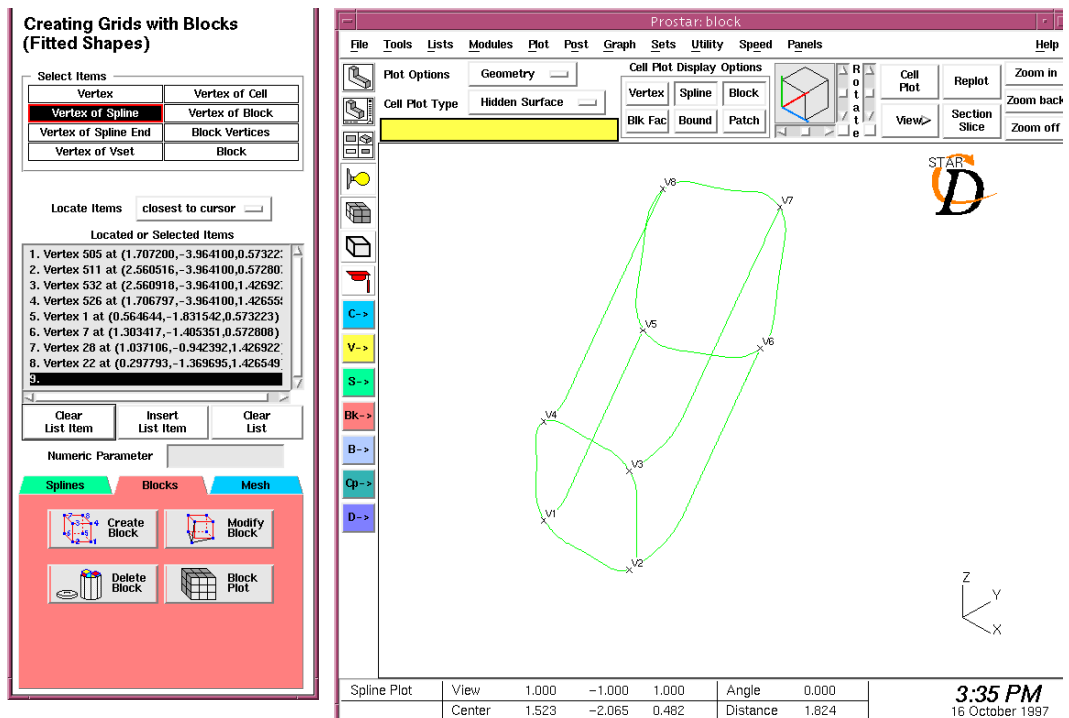 Creating Grids with Blocks
(Fitted Shapes)
Select Items
Vertex
Vertex of Cell
Vertex of Spline
Vertex of Block
Vertex of Spline End
Block Vertices
Vertex of Vset
Block
Locate Items
closest to cursor
Located or Selected Items
1. Vertex 505 at (1.707200,-3.964100,0.57322
2. Vertex 511 at (2.560516,-3.964100,0.57280
3. Vertex 532 at (2.560918,-3.964100,1.42692
4. Vertex 526 at (1.706797,-3.964100,1.42655
5. Vertex 1 at (0.564644,-1.831542,0.573223)
6. Vertex 7 at (1.303417,-1.405351,0.572808)
7. Vertex 28 at (1.037106,-0.942392,1.426922
8. Vertex 22 at (0.297793,-1.369695,1.426549
9.
Clear
List Item
Insert
List Item
Clear
List
Numeric Parameter
Splines
Blocks
Mesh
Create
Block
Modify
Block
Delete
Block
Block
Plot
Prostar: block
File Tools Lists Modules Plot Post Graph Sets Utility Speed Panels Help
Plot Options
Geometry
Cell Plot Type
Hidden Surface
Cell Plot Display Options
Vertex
Spline
Block
Blk Fac
Bound
Patch
Rotate
Cell
Plot
Replot
Zoom in
View>
Section
Slice
Zoom back
Zoom off
C->
V->
S->
Bk->
B->
Cp->
D->
STAR
D
V8
V7
V5
V6
V4
V3
V1
V2
Z
Y
X
Spline Plot
View 1.000 -1.000 1.000
Angle 0.000
Center 1.523 -2.065 0.482
Distance 1.824
3:35 PM
16 October 1997